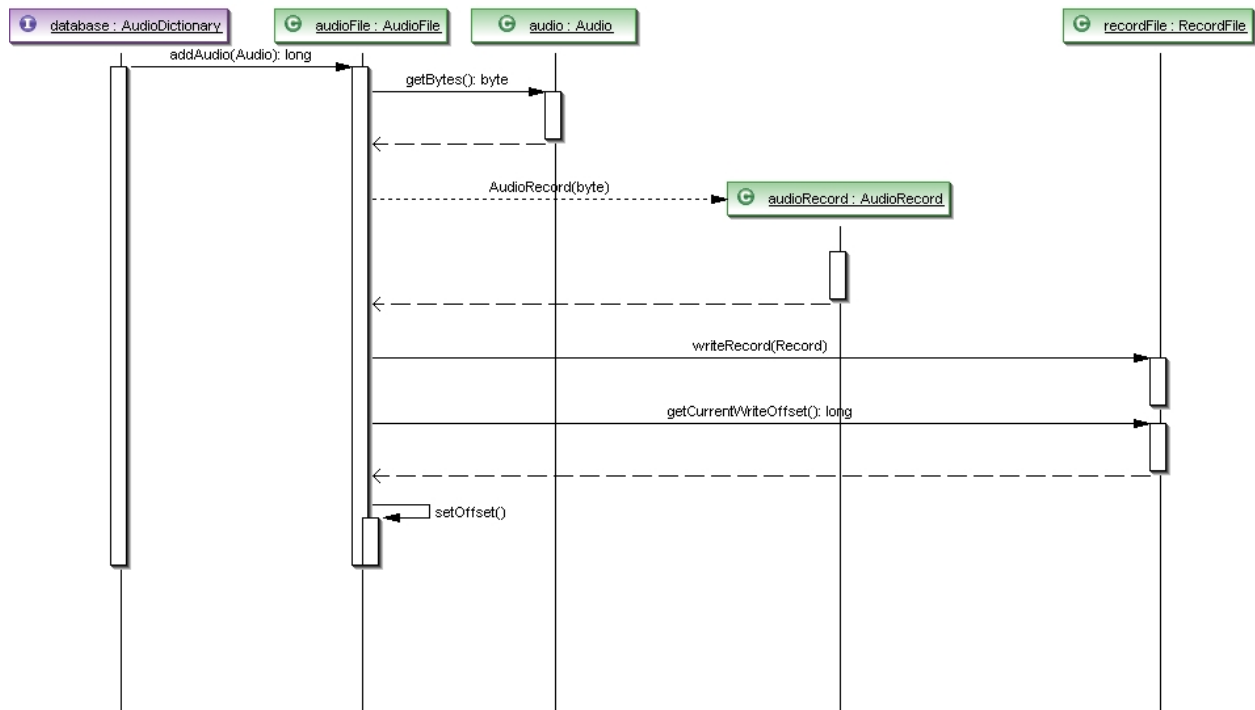 I database : AudioDictionary
C audioFile : AudioFile
C audio : Audio
C recordFile : RecordFile
addAudio(Audio): long
getBytes(): byte
AudioRecord(byte)
C audioRecord : AudioRecord
writeRecord(Record)
getCurrentWriteOffset(): long
setOffset()